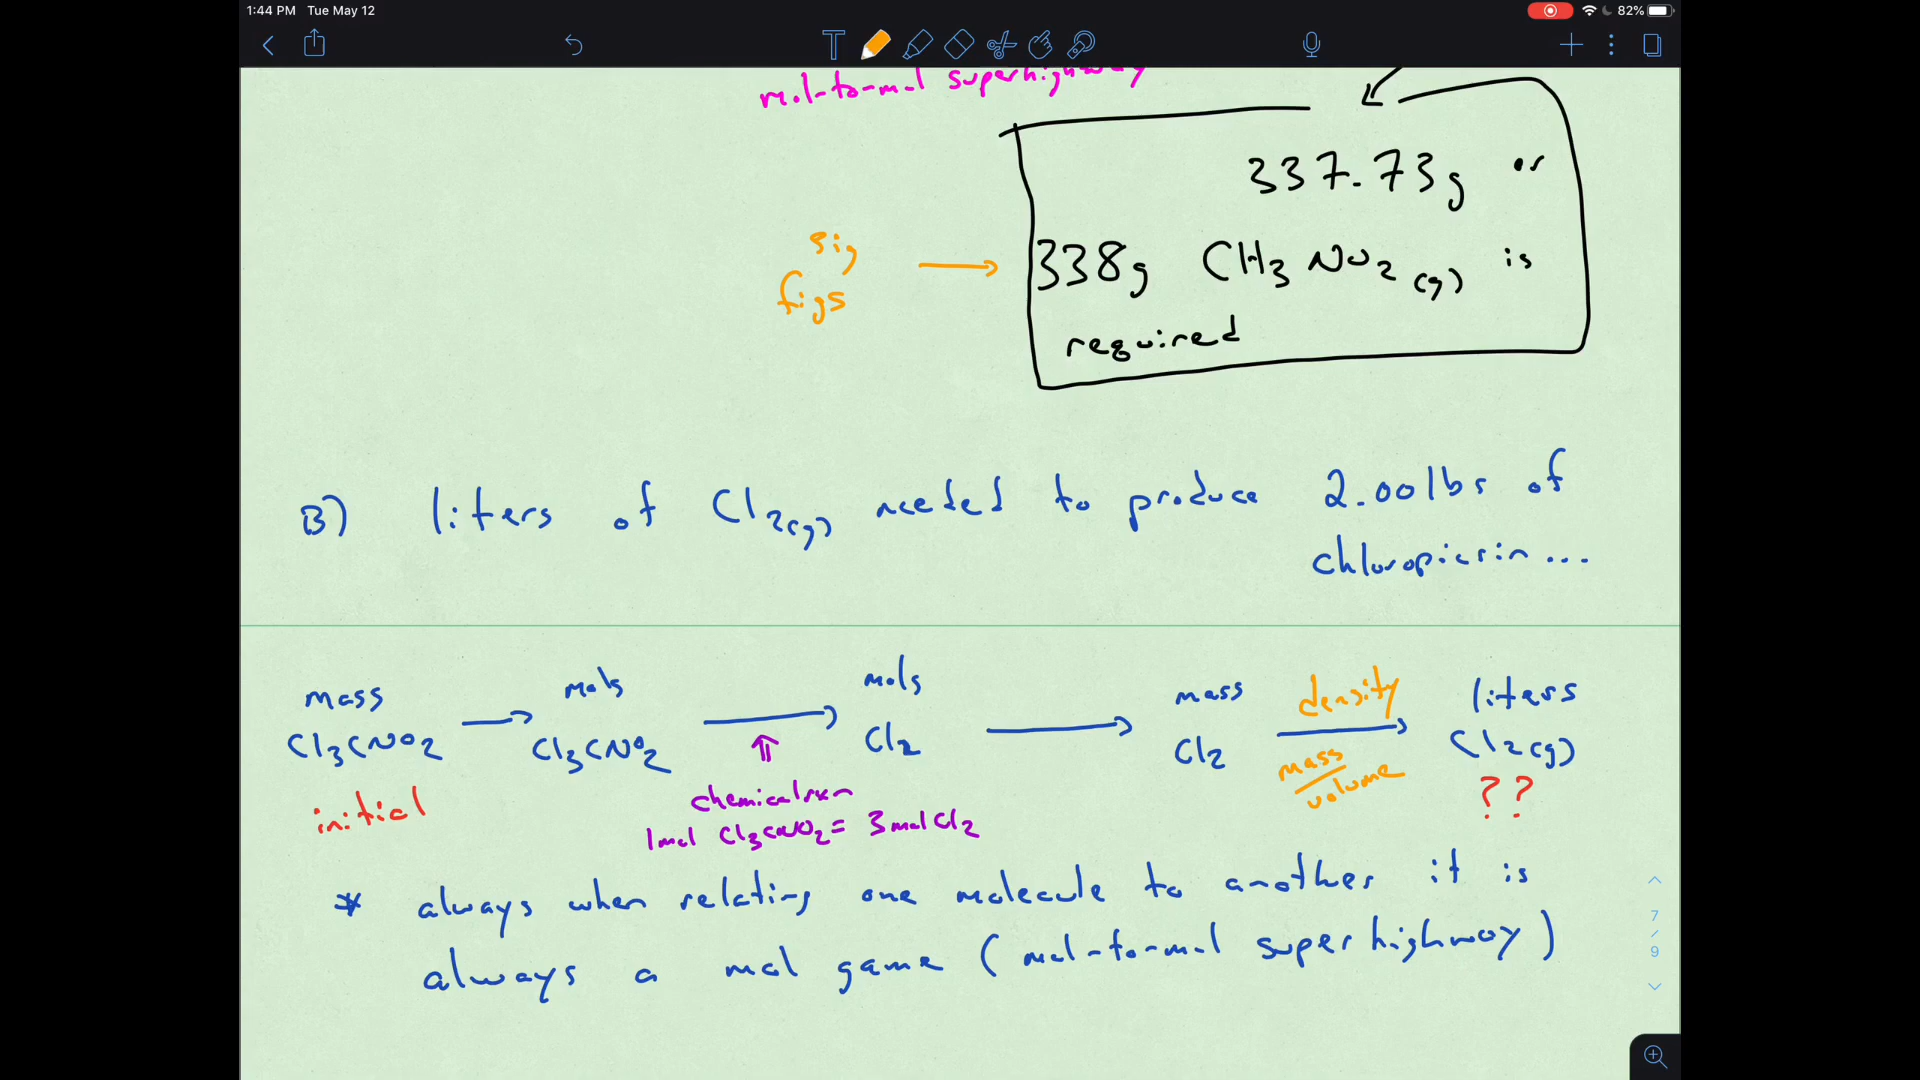 1:44 PM Tue May 12
82%
mol-to-mol superhighway
337.73g or
sig
figs
338g CH3NO2 (g) is
required
B) liters of Cl2(g) needed to produce 2.00lbs of
chloropicrin...
mass mols mols mass density liters
Cl3CNO2 Cl3CNO2 Cl2 Cl2 mass/volume Cl2(g)
initial ??
chemical rxn
1mol Cl3CNO2 = 3molCl2
* always when relating one molecule to another it is
always a mol game (mol-to-mol superhighway)
7
/
9